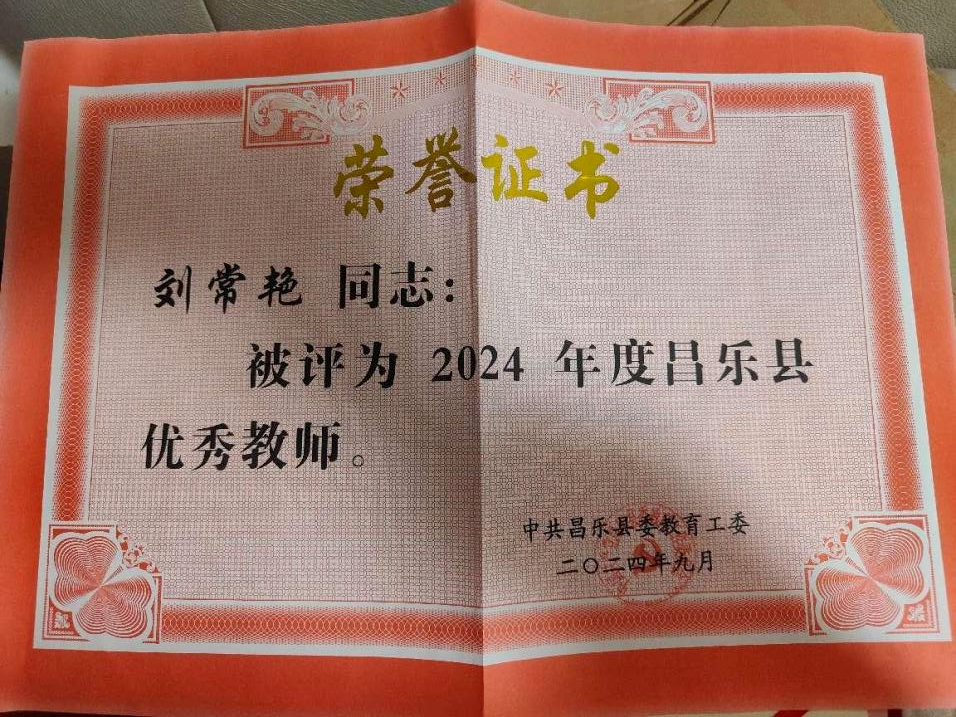 荣誉证书
刘常艳 同志：
被评为 2024 年度昌乐县
优秀教师。
中共昌乐县委教育工委
二〇二四年九月